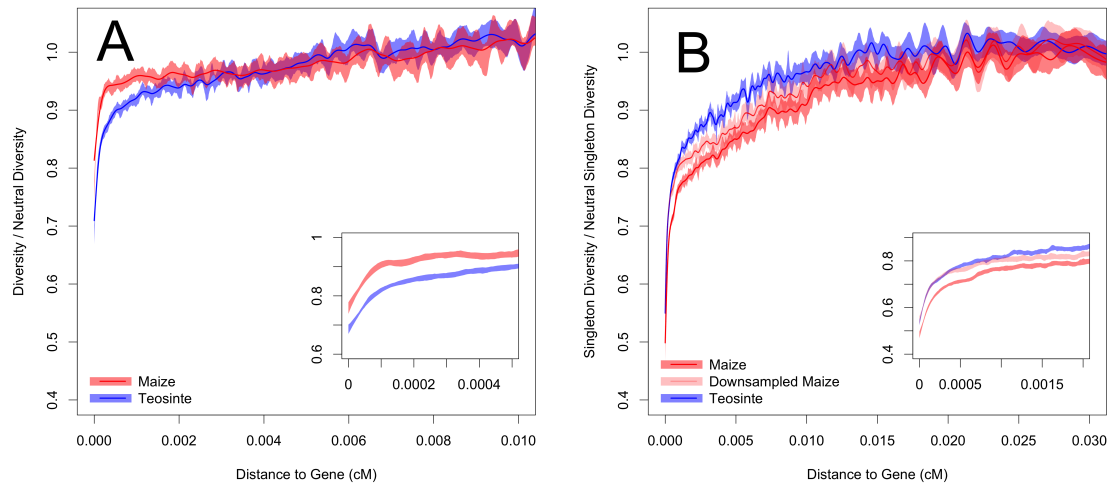 A
Diversity / Neutral Diversity
0.4 0.5 0.6 0.7 0.8 0.9 1.0
0.6 0.8 1
0 0.0002 0.0004
Maize
Teosinte
0.000 0.002 0.004 0.006 0.008 0.010
Distance to Gene (cM)
B
Singleton Diversity / Neutral Singleton Diversity
0.4 0.5 0.6 0.7 0.8 0.9 1.0
0.4 0.6 0.8
0 0.0005 0.0015
Maize
Downsampled Maize
Teosinte
0.000 0.005 0.010 0.015 0.020 0.025 0.030
Distance to Gene (cM)